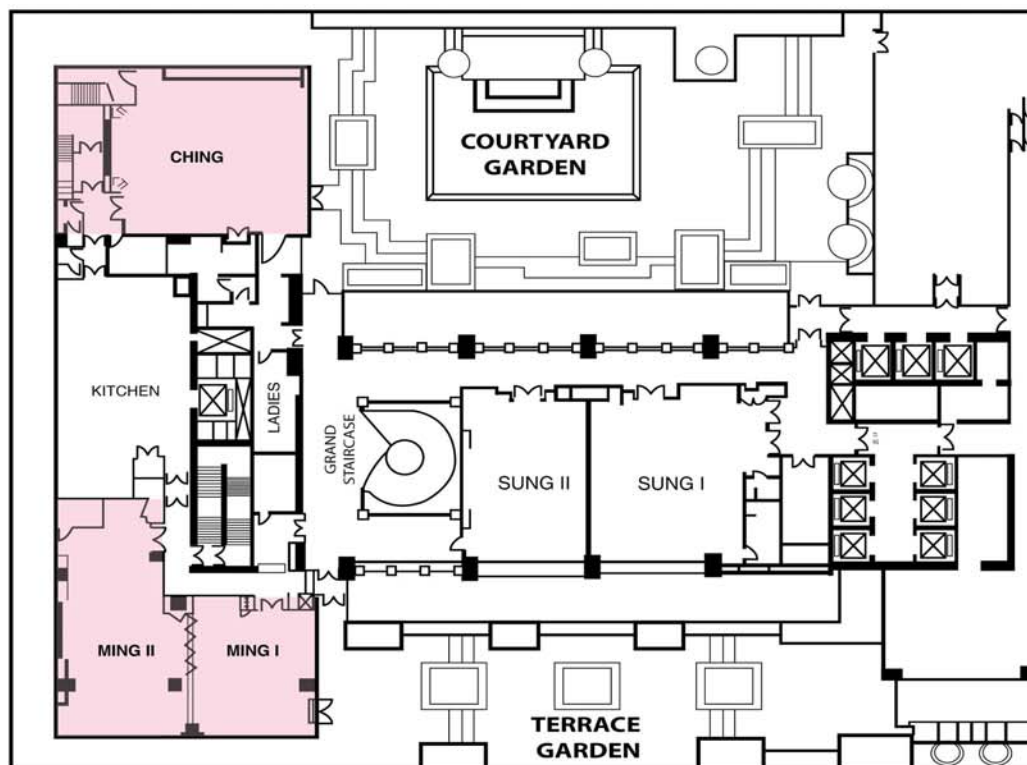 COURTYARD
GARDEN
CHING
KITCHEN
LADIES
GRAND
STAIRCASE
SUNG II
SUNG I
MING II
MING I
TERRACE
GARDEN